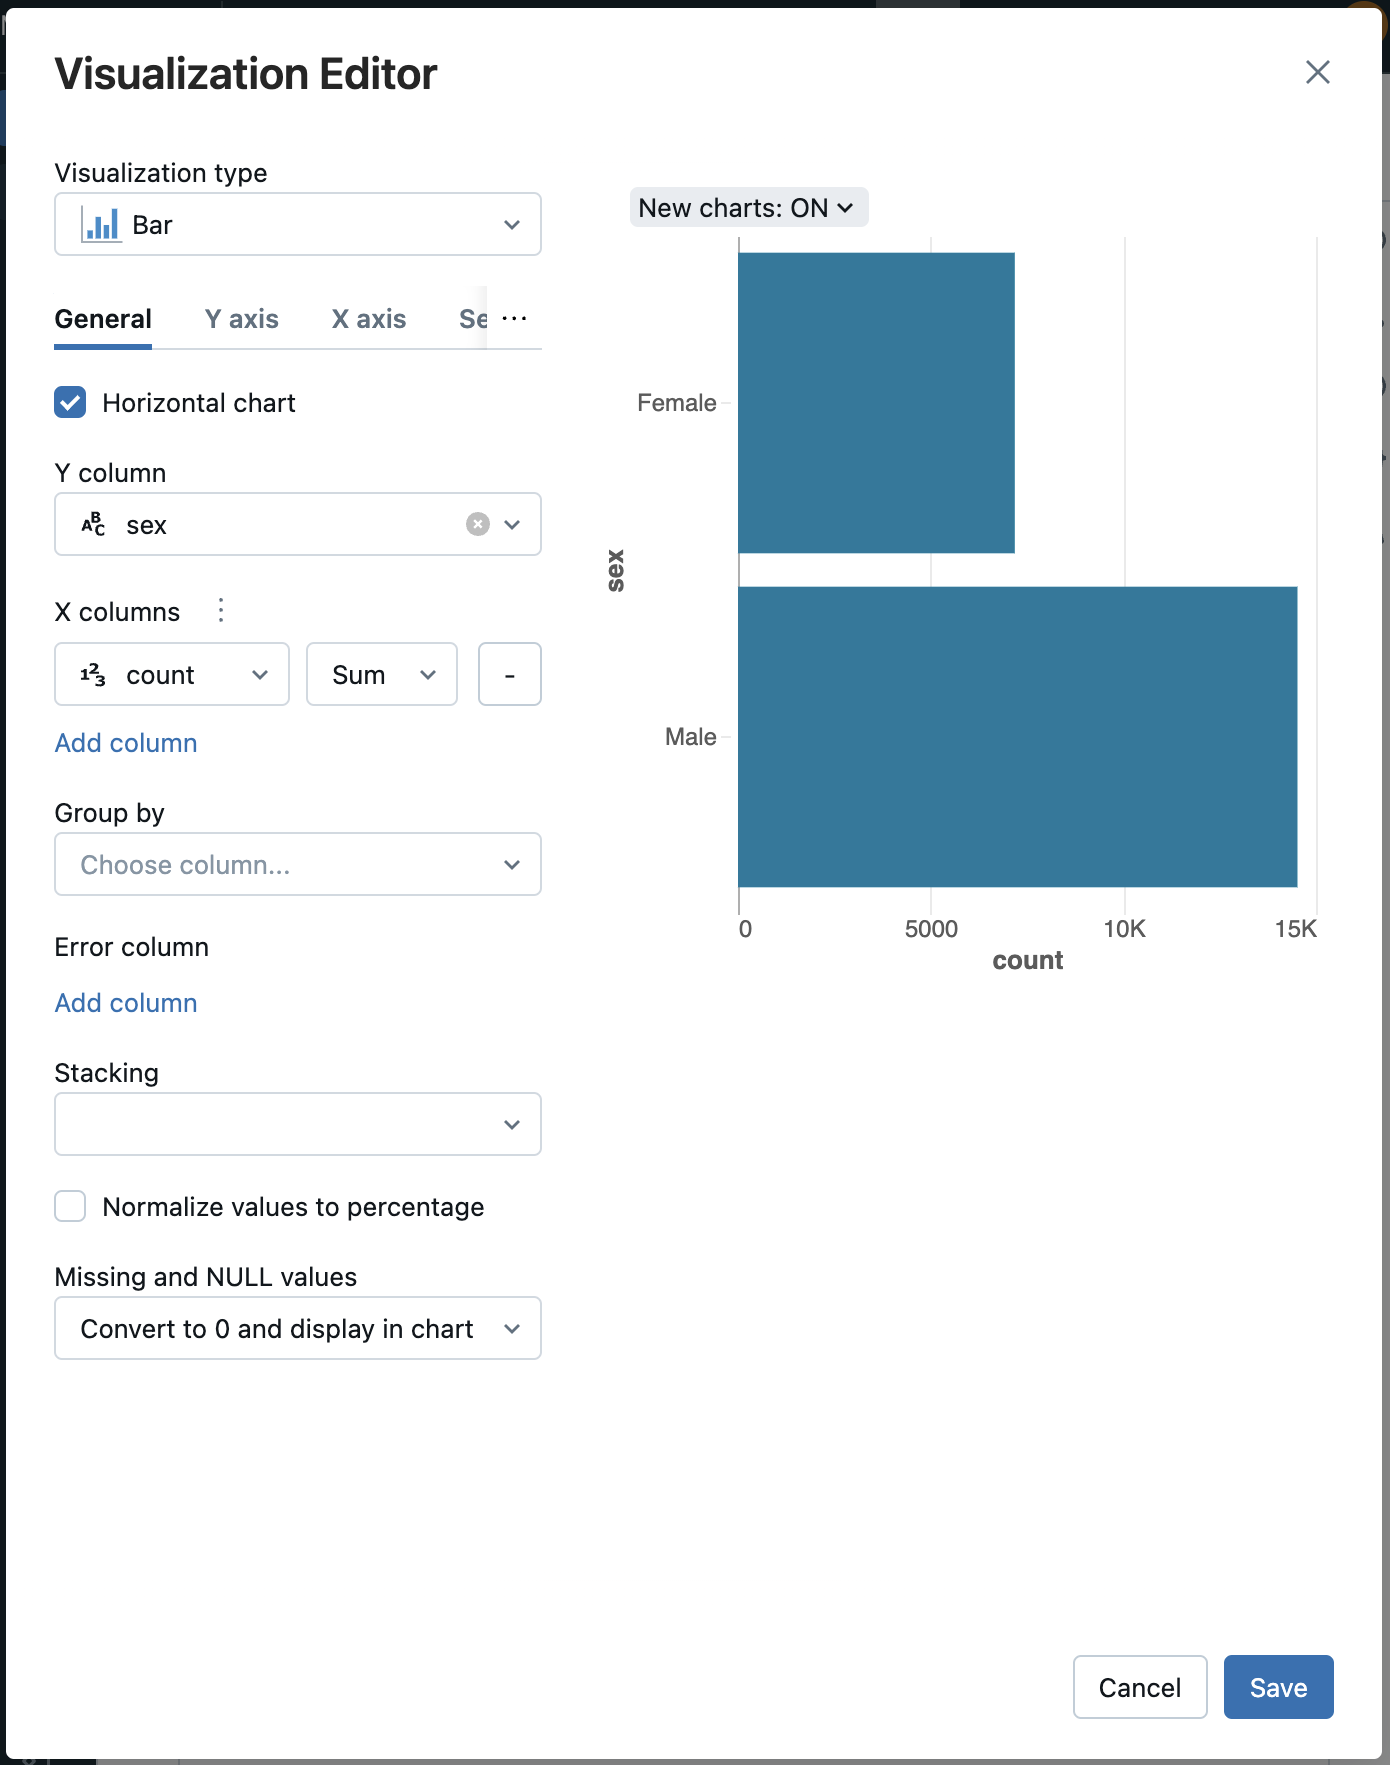 Visualization Editor
Visualization type
Bar
General Y axis X axis Se ...
Horizontal chart
Y column
sex
X columns
count Sum -
Add column
Group by
Choose column...
Error column
Add column
Stacking
Normalize values to percentage
Missing and NULL values
Convert to 0 and display in chart
New charts: ON
Female
Male
sex
0 5000 10K 15K
count
Cancel Save